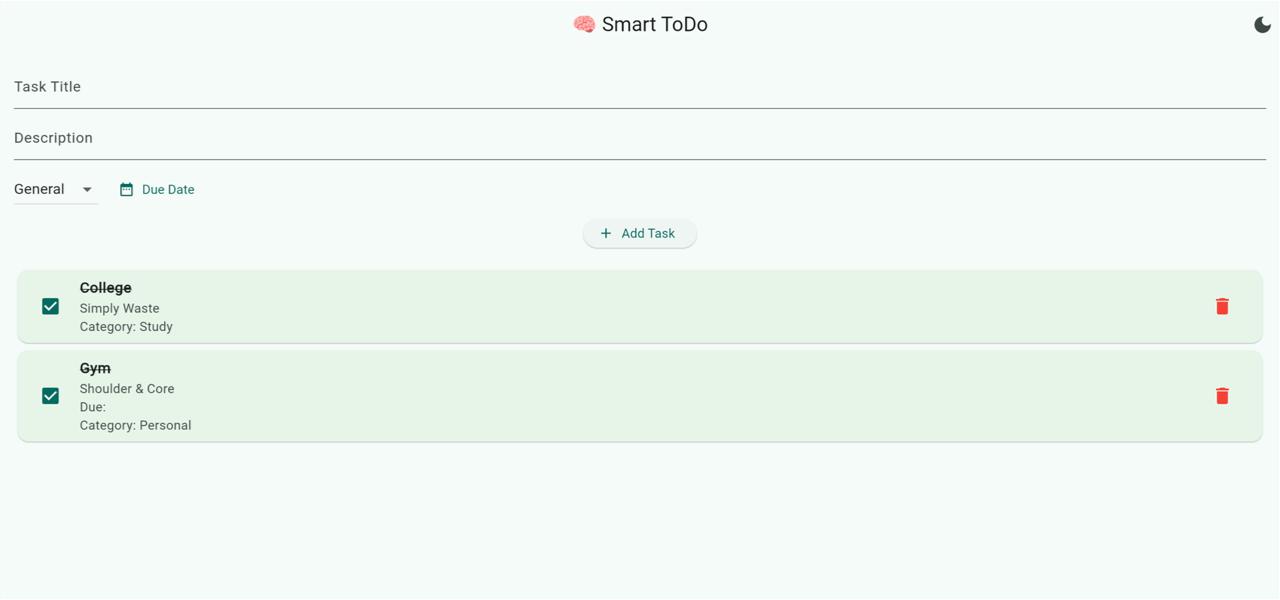 🧠 Smart ToDo
Task Title
Description
General
Due Date
+ Add Task
College
Simply Waste
Category: Study
Gym
Shoulder & Core
Due:
Category: Personal